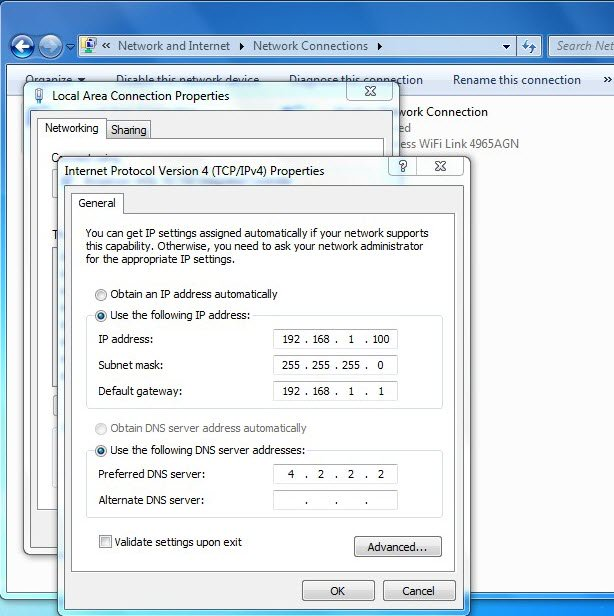 « Network and Internet ▸ Network Connections ▸ Search Net
Organize Disable this network device Diagnose this connection Rename this connection »
Local Area Connection Properties
work Connection
Networking Sharing
ess WiFi Link 4965AGN
Internet Protocol Version 4 (TCP/IPv4) Properties
General
You can get IP settings assigned automatically if your network supports
this capability. Otherwise, you need to ask your network administrator
for the appropriate IP settings.
Obtain an IP address automatically
Use the following IP address:
IP address: 192 . 168 . 1 . 100
Subnet mask: 255 . 255 . 255 . 0
Default gateway: 192 . 168 . 1 . 1
Obtain DNS server address automatically
Use the following DNS server addresses:
Preferred DNS server: 4 . 2 . 2 . 2
Alternate DNS server: . . .
Validate settings upon exit
Advanced...
OK Cancel